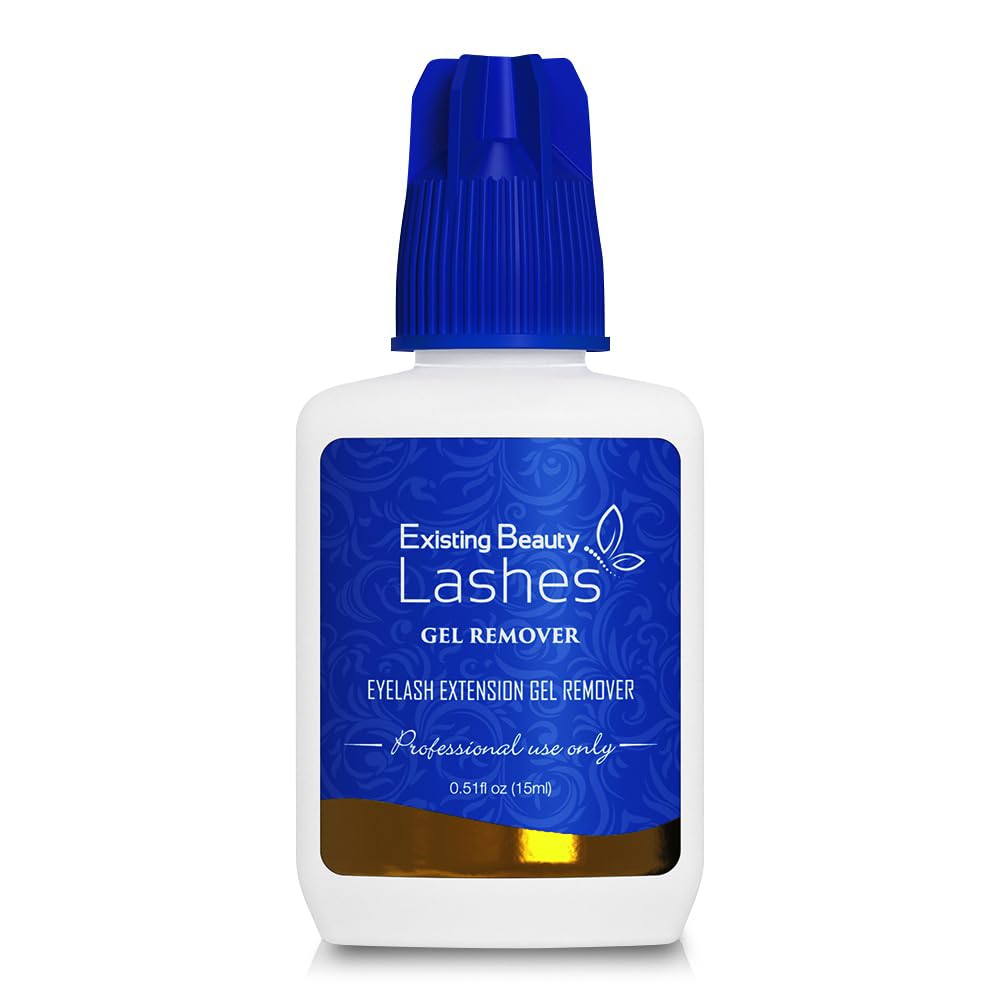 Existing Beauty
Lashes
GEL REMOVER
EYELASH EXTENSION GEL REMOVER
Professional use only
0.51fl oz (15ml)